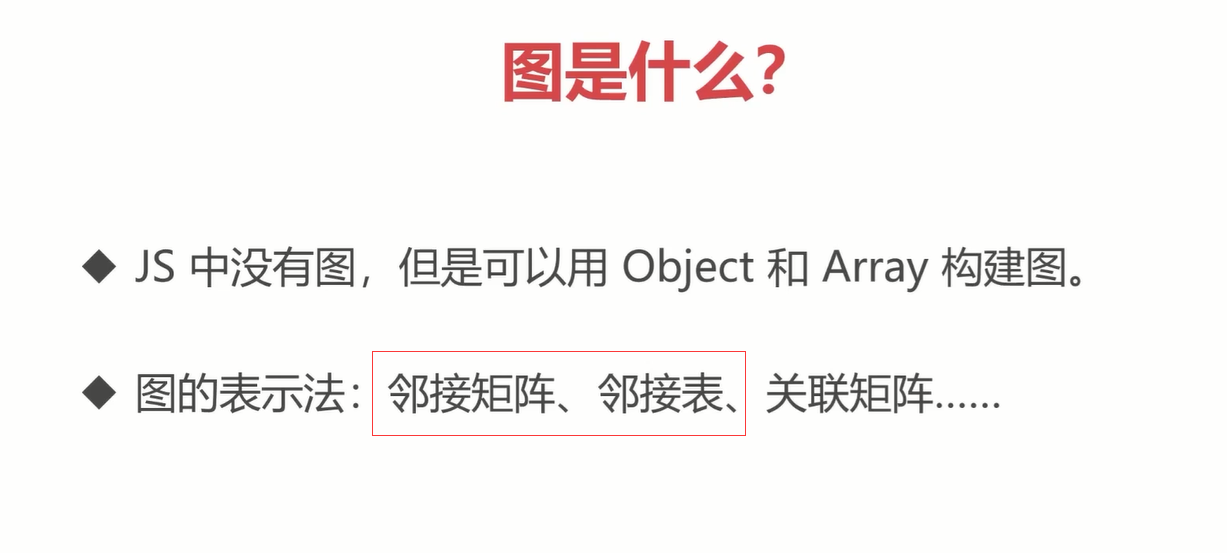 图是什么?
◆ JS 中没有图，但是可以用 Object 和 Array 构建图。
◆ 图的表示法：邻接矩阵、邻接表、关联矩阵……